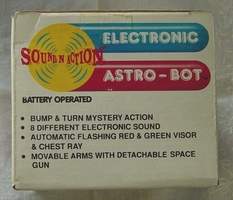 ELECTRONIC
SOUND N ACTION
ASTRO-BOT
BATTERY OPERATED
• BUMP & TURN MYSTERY ACTION
• 8 DIFFERENT ELECTRONIC SOUND
• AUTOMATIC FLASHING RED & GREEN VISOR
& CHEST RAY
• MOVABLE ARMS WITH DETACHABLE SPACE
GUN